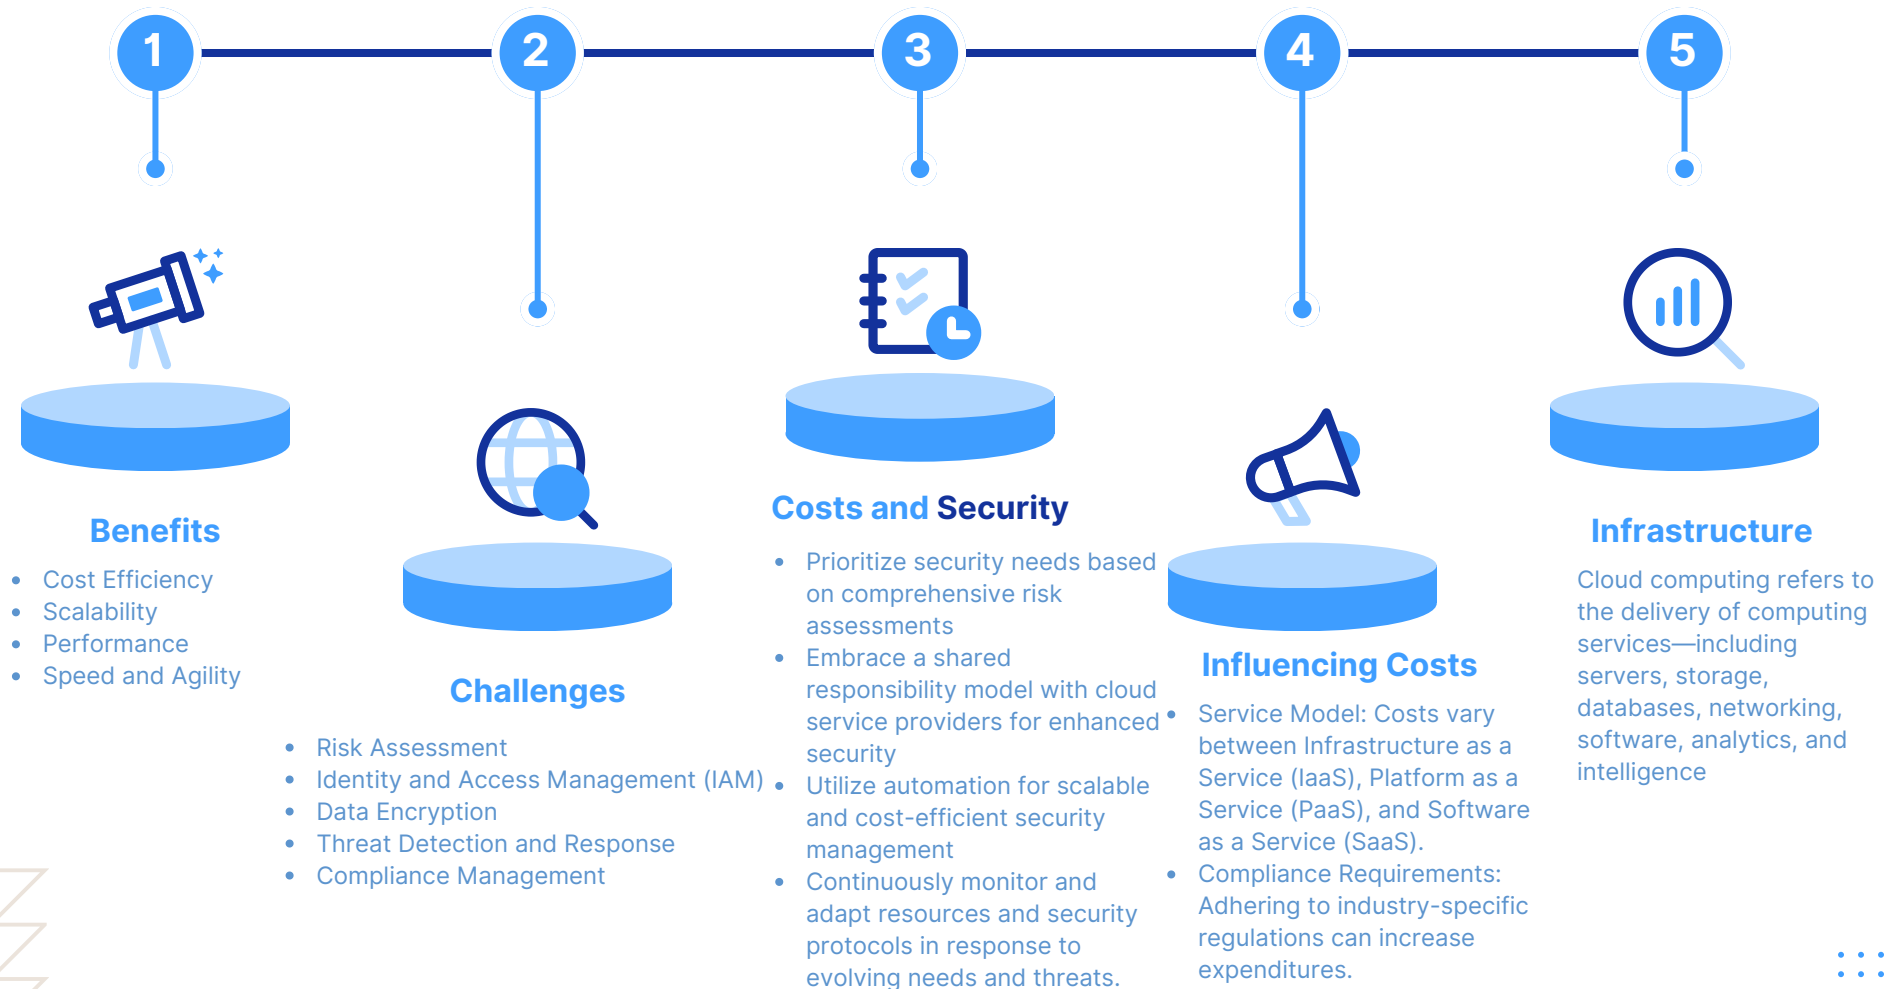 1
2
3
4
5
Benefits
Cost Efficiency
Scalability
Performance
Speed and Agility
Challenges
Risk Assessment
Identity and Access Management (IAM)
Data Encryption
Threat Detection and Response
Compliance Management
Costs and Security
Prioritize security needs based
on comprehensive risk
assessments
Embrace a shared
responsibility model with cloud
service providers for enhanced
security
Utilize automation for scalable
and cost-efficient security
management
Continuously monitor and
adapt resources and security
protocols in response to
evolving needs and threats.
Influencing Costs
Service Model: Costs vary
between Infrastructure as a
Service (IaaS), Platform as a
Service (PaaS), and Software
as a Service (SaaS).
Compliance Requirements:
Adhering to industry-specific
regulations can increase
expenditures.
Infrastructure
Cloud computing refers to
the delivery of computing
services—including
servers, storage,
databases, networking,
software, analytics, and
intelligence